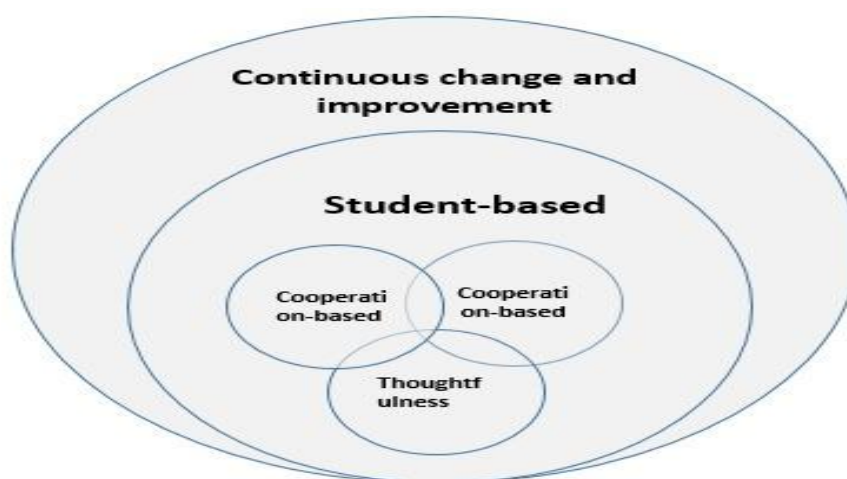 Continuous change and
improvement
Student-based
Cooperati
on-based
Cooperati
on-based
Thoughtf
ulness